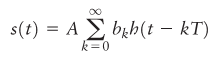 s(t) = A ∑_{k=0}^{∞} b_k h(t − kT)